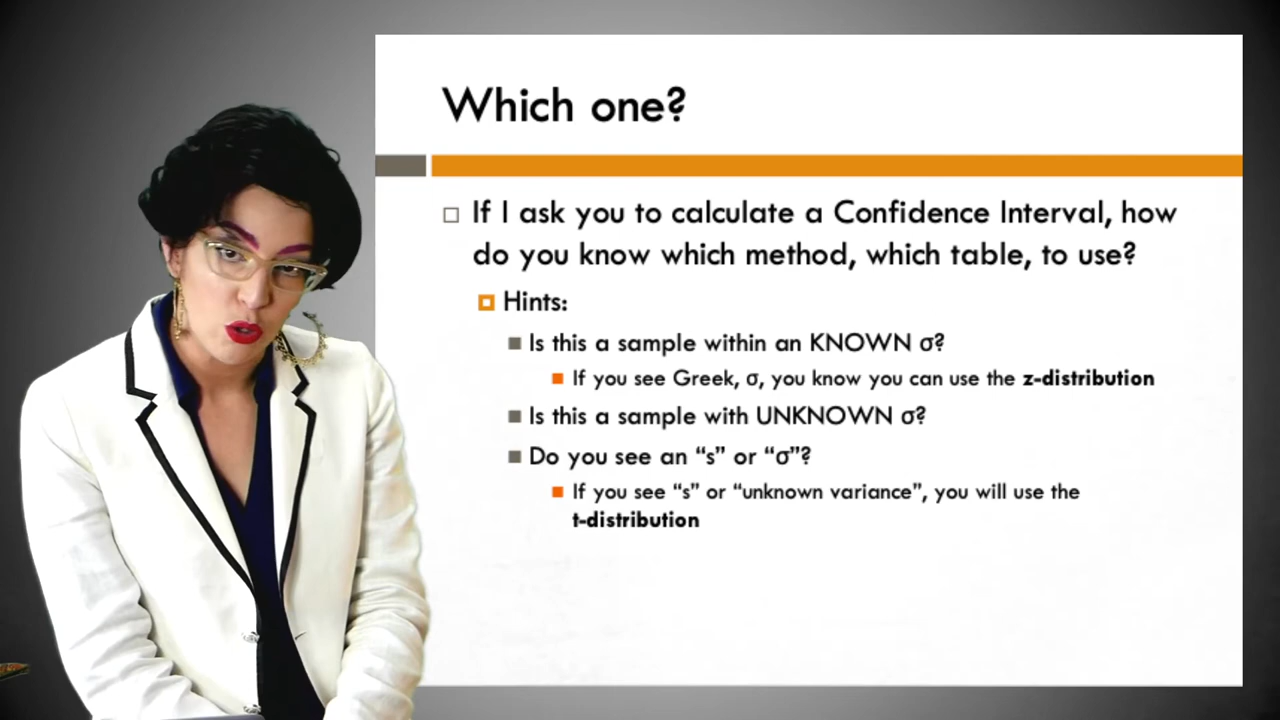 Which one?
If I ask you to calculate a Confidence Interval, how
do you know which method, which table, to use?
Hints:
Is this a sample within an KNOWN σ?
If you see Greek, σ, you know you can use the z-distribution
Is this a sample with UNKNOWN σ?
Do you see an “s” or “σ”?
If you see “s” or “unknown variance”, you will use the
t-distribution